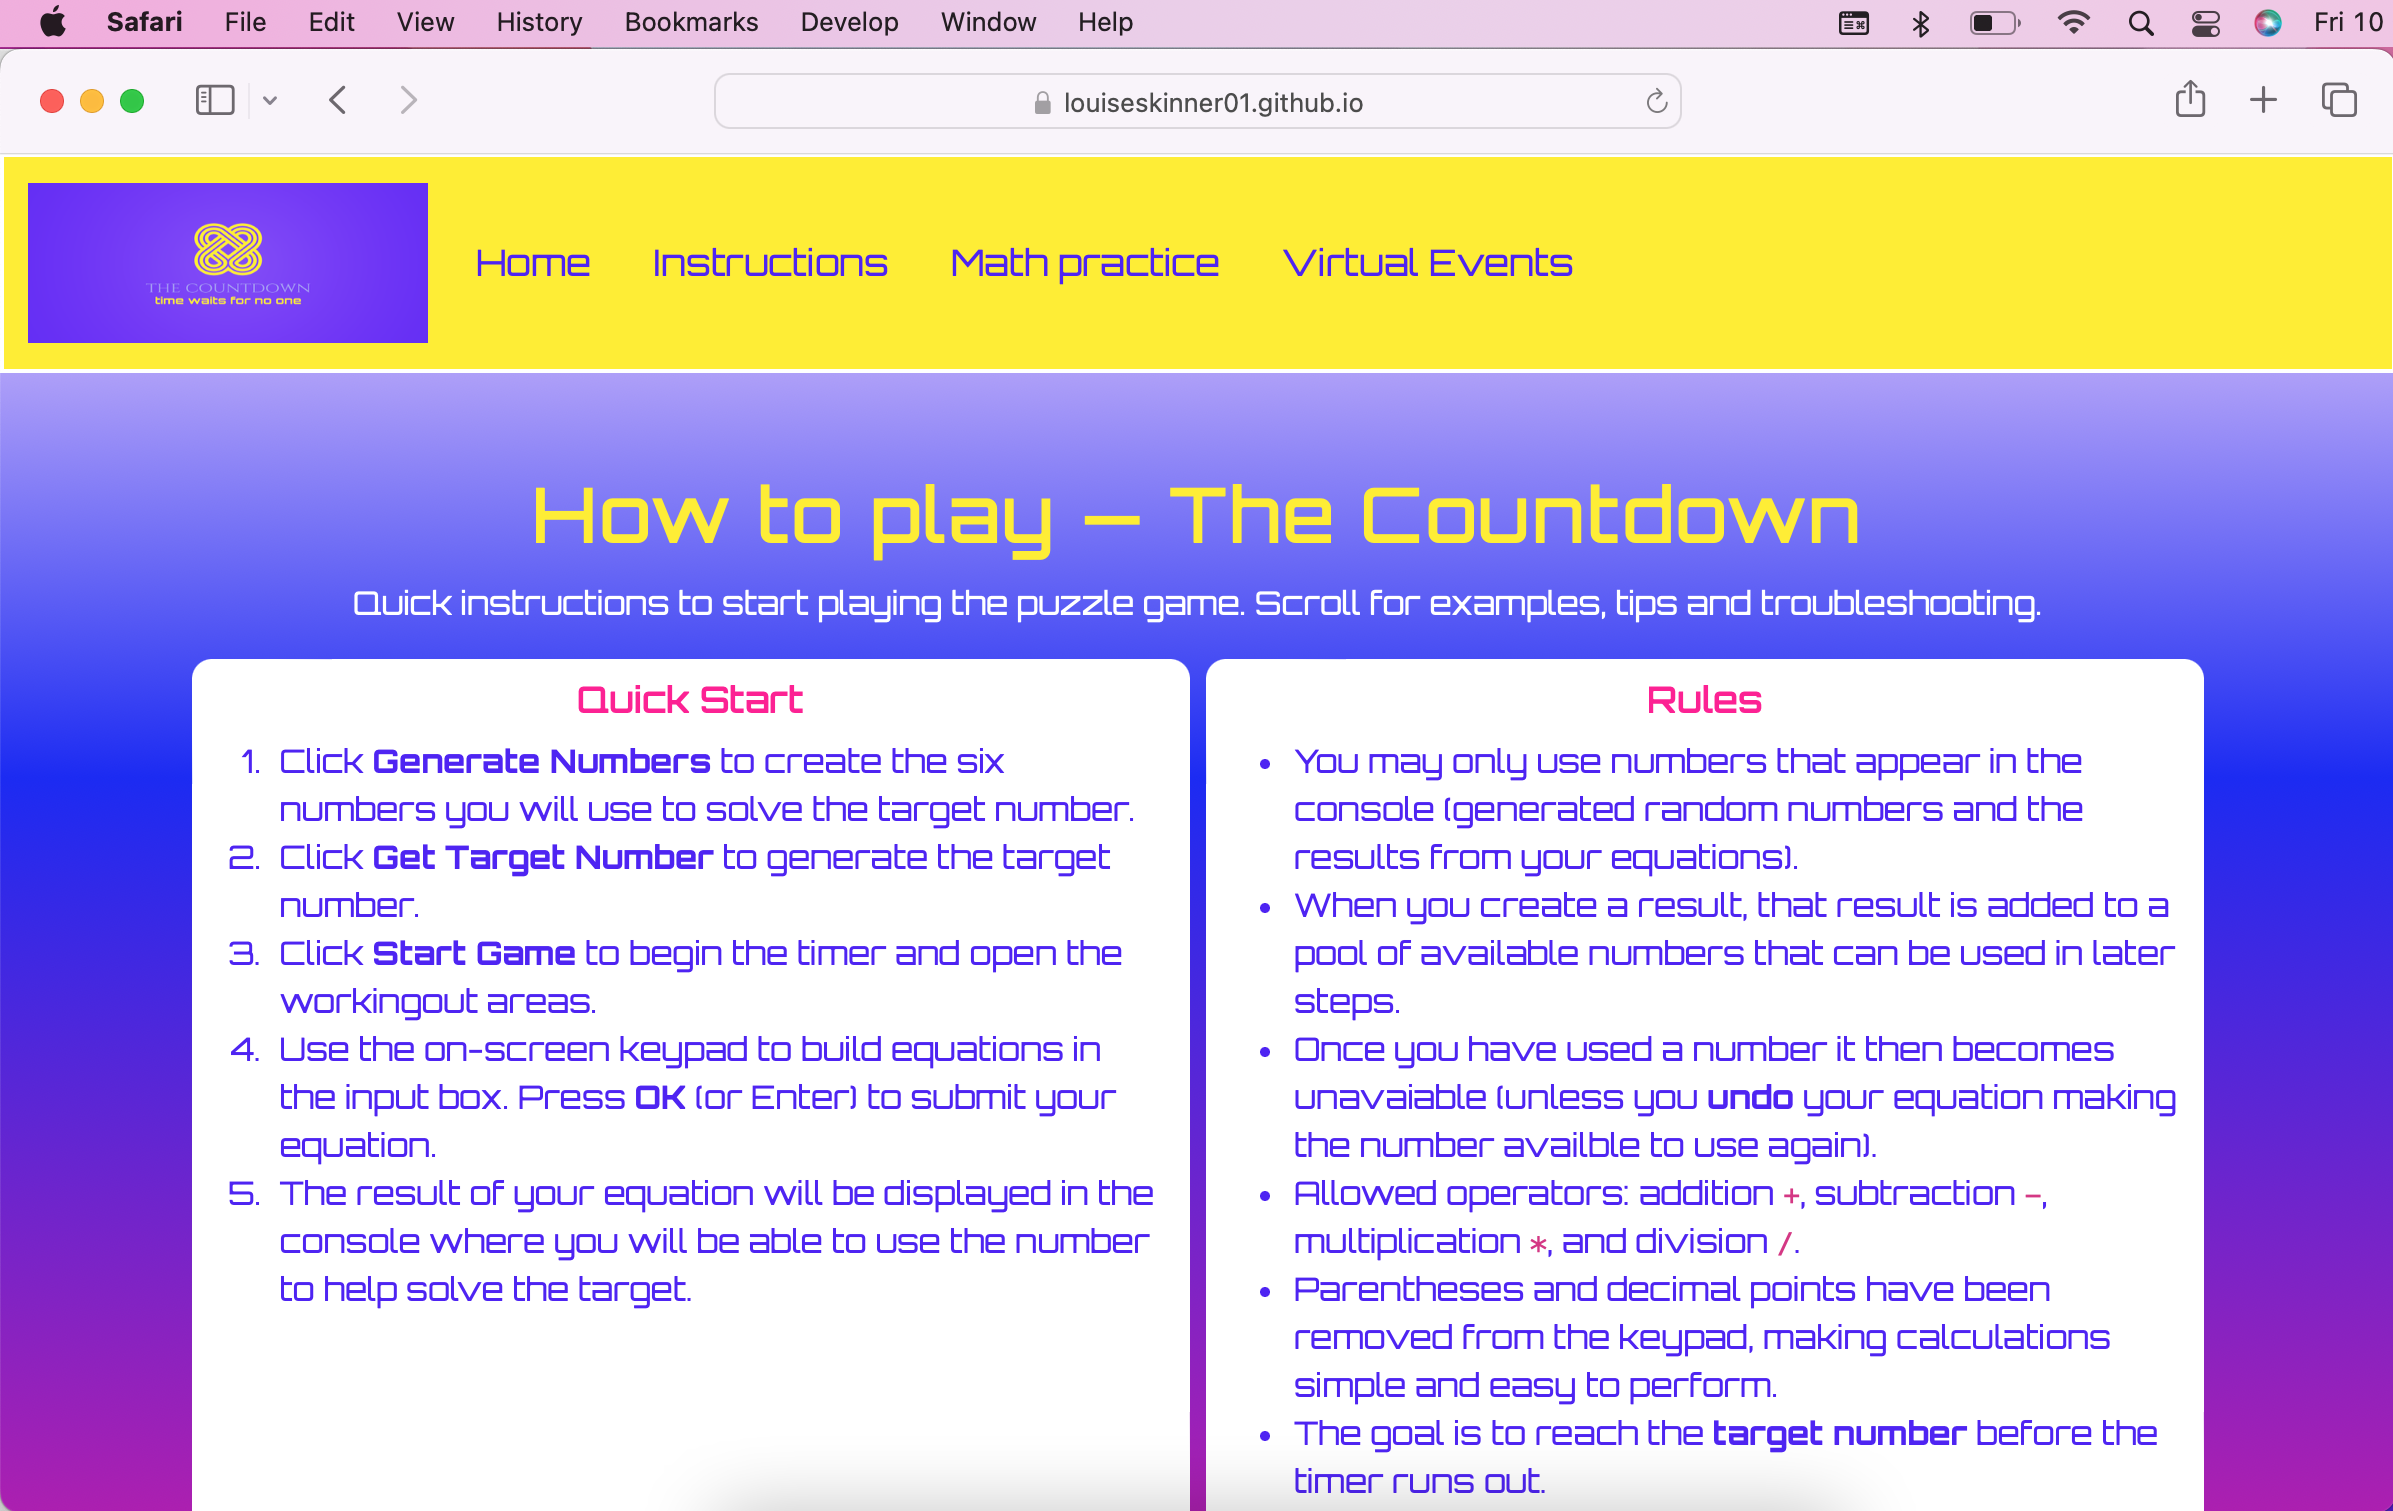 Safari File Edit View History Bookmarks Develop Window Help Fri 10
louiseskinner01.github.io
THE COUNTDOWN
time waits for no one
Home Instructions Math practice Virtual Events
How to play – The Countdown
Quick instructions to start playing the puzzle game. Scroll for examples, tips and troubleshooting.
Quick Start
1. Click Generate Numbers to create the six
numbers you will use to solve the target number.
2. Click Get Target Number to generate the target
number.
3. Click Start Game to begin the timer and open the
workingout areas.
4. Use the on-screen keypad to build equations in
the input box. Press OK (or Enter) to submit your
equation.
5. The result of your equation will be displayed in the
console where you will be able to use the number
to help solve the target.
Rules
• You may only use numbers that appear in the
console (generated random numbers and the
results from your equations).
• When you create a result, that result is added to a
pool of available numbers that can be used in later
steps.
• Once you have used a number it then becomes
unavaiable (unless you undo your equation making
the number availble to use again).
• Allowed operators: addition +, subtraction −,
multiplication *, and division /.
• Parentheses and decimal points have been
removed from the keypad, making calculations
simple and easy to perform.
• The goal is to reach the target number before the
timer runs out.